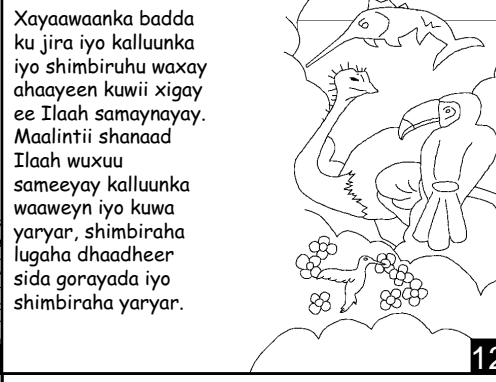 Xayaawaanka badda
ku jira iyo kalluunka
iyo shimbiruhu waxay
ahaayeen kuwii xigay
ee Ilaah samaynayay.
Maalintii shanaad
Ilaah wuxuu
sameeyay kalluunka
waaweyn iyo kuwa
yaryar, shimbiraha
lugaha dhaadheer
sida gorayada iyo
shimbiraha yaryar.
12